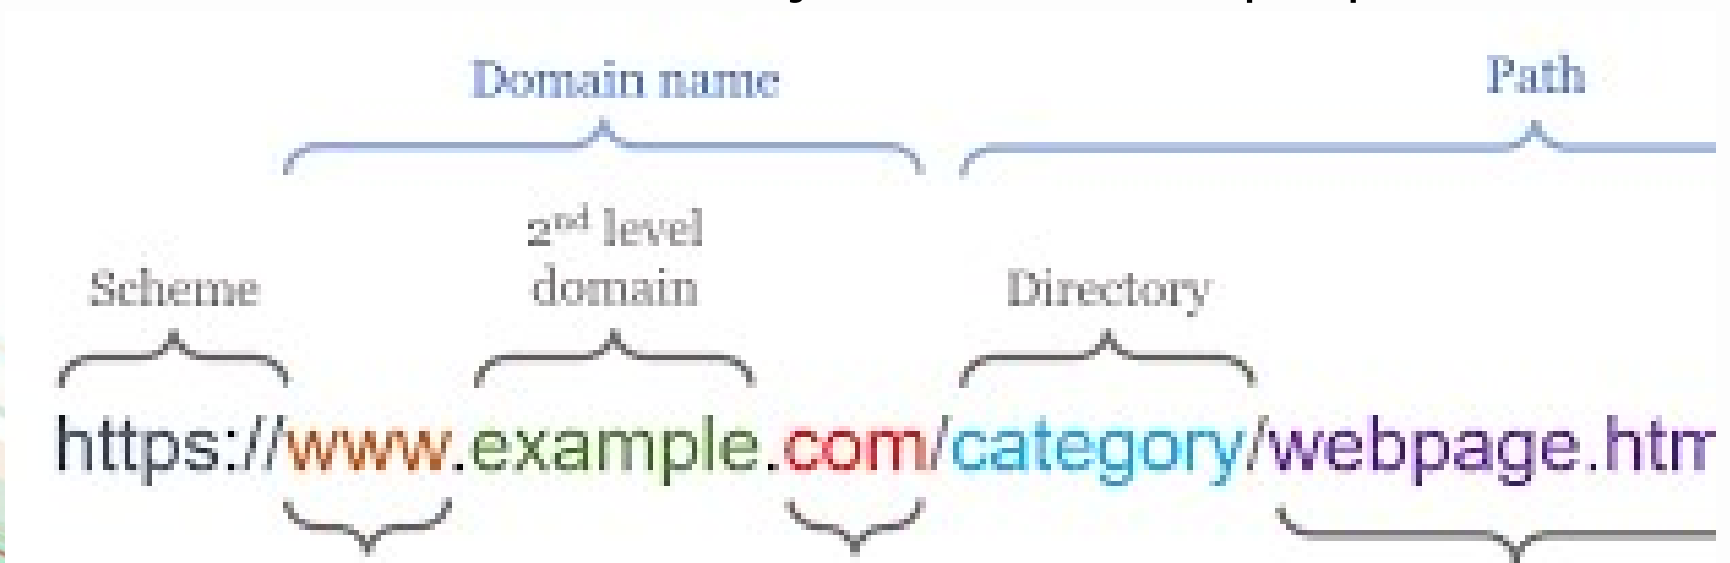 Domain name Path
2nd level
Scheme domain Directory
https://www.example.com/category/webpage.htm